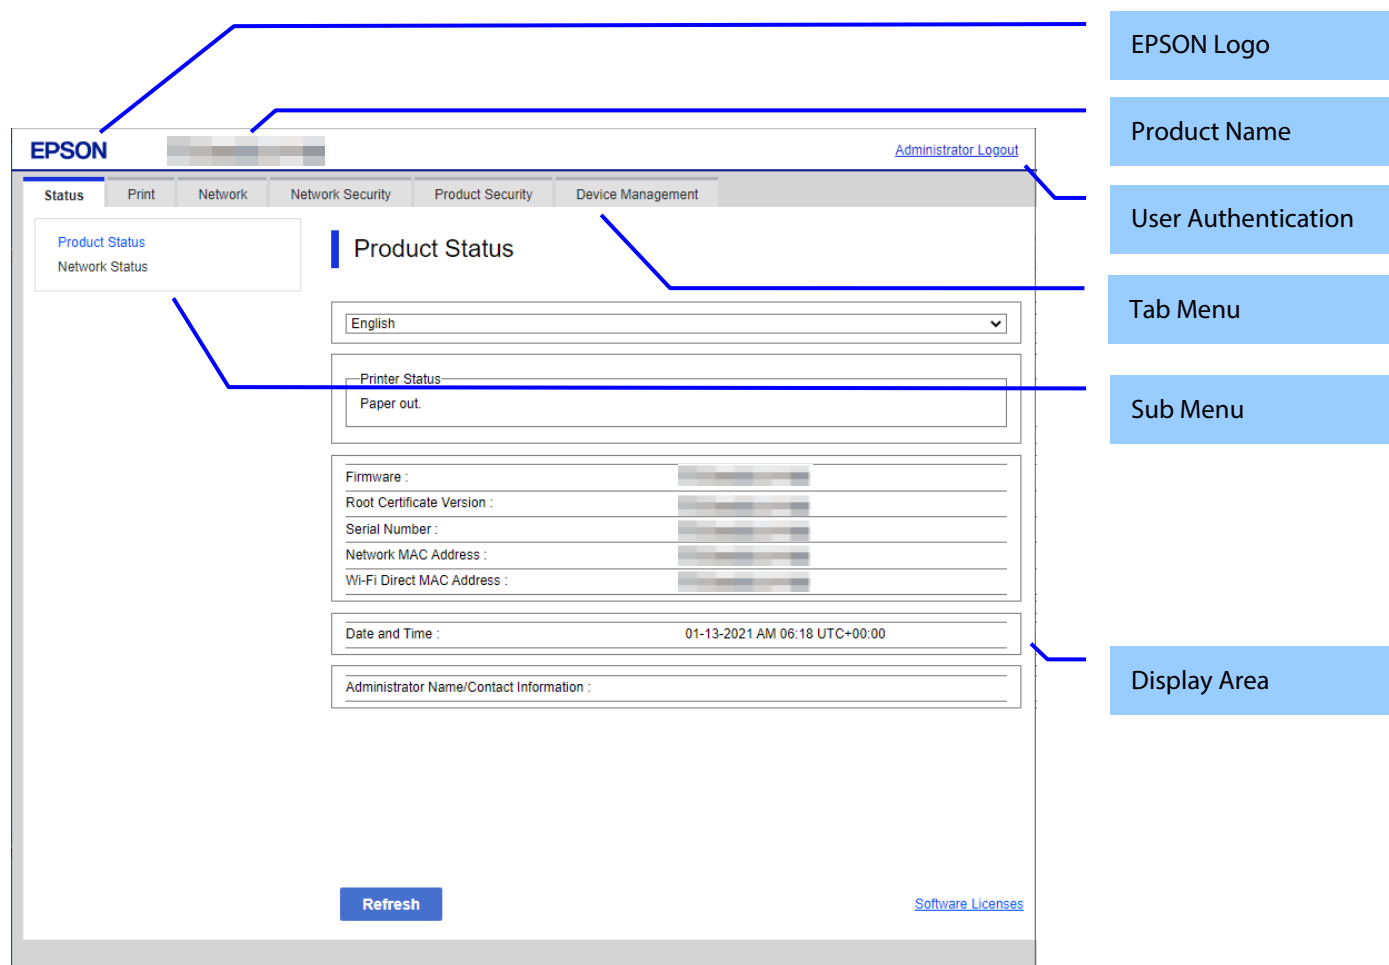 EPSON Logo
Product Name
EPSON
Administrator Logout
Status Print Network Network Security Product Security Device Management
User Authentication
Product Status
Network Status
Product Status
Tab Menu
English
Printer Status
Paper out.
Sub Menu
Firmware :
Root Certificate Version :
Serial Number :
Network MAC Address :
Wi-Fi Direct MAC Address :
Date and Time : 01-13-2021 AM 06:18 UTC+00:00
Display Area
Administrator Name/Contact Information :
Refresh
Software Licenses